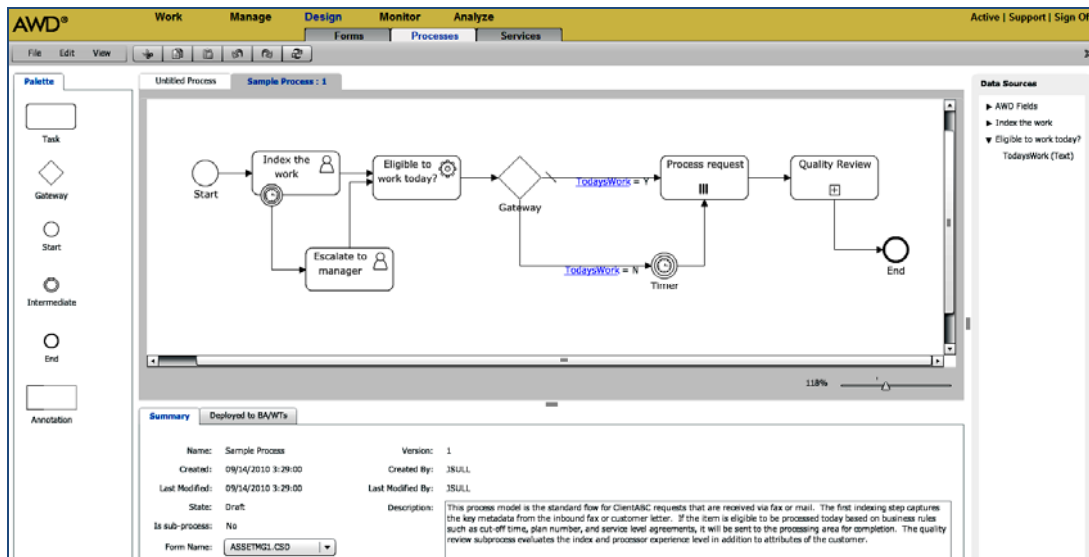 AWD®
Work Manage Design Monitor Analyze
Active | Support | Sign Of
Forms Processes Services
File Edit View
Palette
Task
Gateway
Start
Intermediate
End
Annotation
Untitled Process Sample Process : 1
Start
Index the
work
Escalate to
manager
Eligible to
work today?
Gateway
TodaysWork = Y
TodaysWork = N
Timer
Process request
Quality Review
End
118%
Data Sources
AWD Fields
Index the work
Eligible to work today?
TodaysWork (Text)
Summary Deployed to BA/WTs
Name: Sample Process Version: 1
Created: 09/14/2010 3:29:00 Created By: JSULL
Last Modified: 09/14/2010 3:29:00 Last Modified By: JSULL
State: Draft
Is sub-process: No
Form Name: ASSETMG1.CSD
Description: This process model is the standard flow for ClientABC requests that are received via fax or mail. The first indexing step captures
the key metadata from the inbound fax or customer letter. If the item is eligible to be processed today based on business rules
such as cut-off time, plan number, and service level agreements, it will be sent to the processing area for completion. The quality
review subprocess evaluates the index and processor experience level in addition to attributes of the customer.